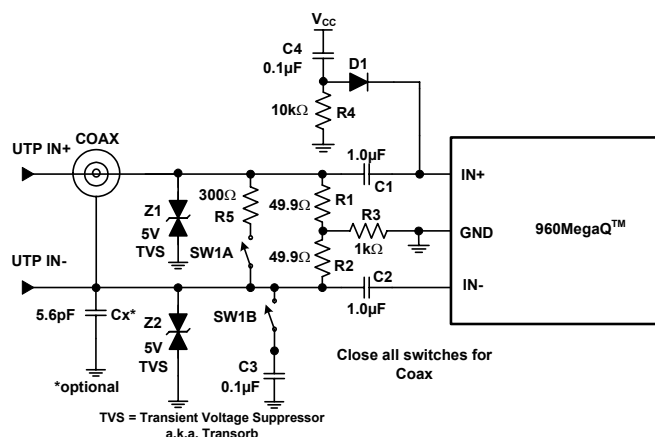 VCC
C4
0.1µF
D1
10kΩ
R4
COAX
UTP IN+
1.0µF
C1
IN+
Z1
5V
TVS
300Ω
R5
SW1A
49.9Ω
R1
R3
1kΩ
GND
960MegaQTM
49.9Ω
R2
C2
1.0µF
IN-
UTP IN-
5.6pF
Cx*
*optional
Z2
5V
TVS
SW1B
C3
0.1µF
Close all switches for
Coax
TVS = Transient Voltage Suppressor
a.k.a. Transorb